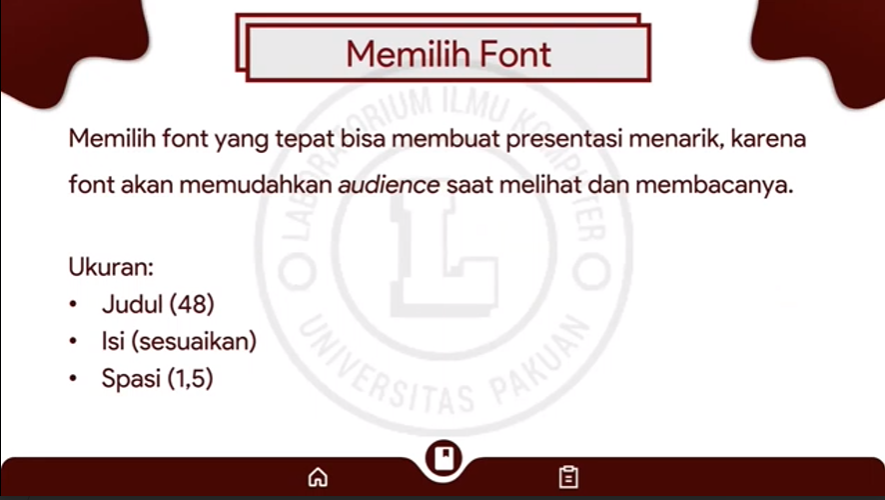 Memilih Font
Memilih font yang tepat bisa membuat presentasi menarik, karena
font akan memudahkan audience saat melihat dan membacanya.
Ukuran:
• Judul (48)
• Isi (sesuaikan)
• Spasi (1,5)
LABORATORIUM ILMU KOMPUTER
UNIVERSITAS PAKUAN